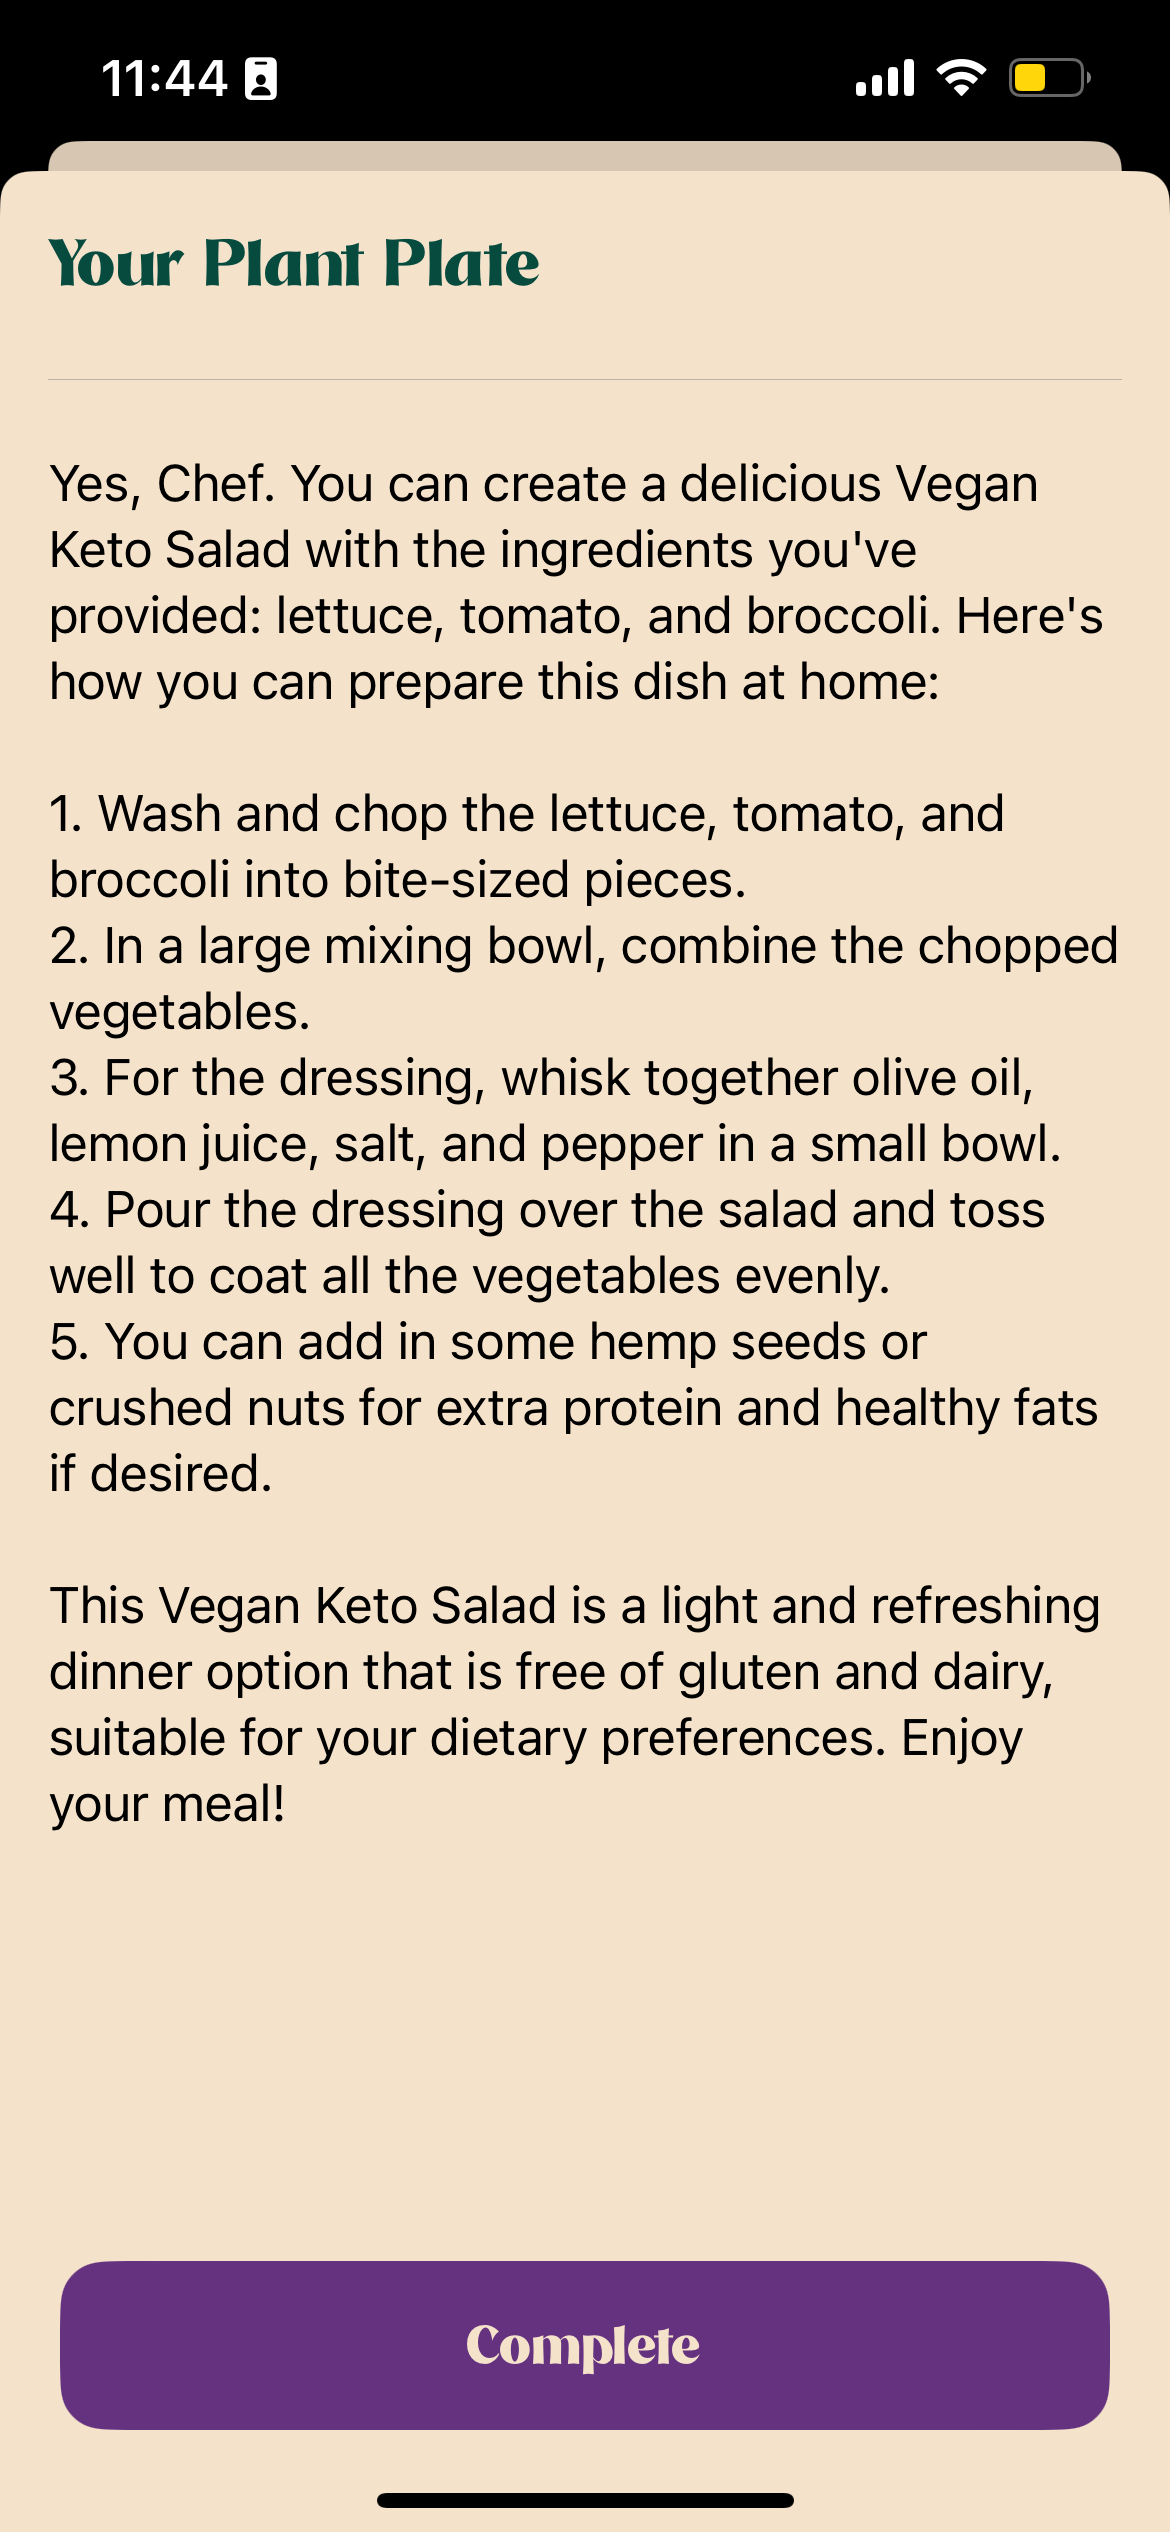 11:44
Your Plant Plate
Yes, Chef. You can create a delicious Vegan
Keto Salad with the ingredients you've
provided: lettuce, tomato, and broccoli. Here's
how you can prepare this dish at home:
1. Wash and chop the lettuce, tomato, and
broccoli into bite-sized pieces.
2. In a large mixing bowl, combine the chopped
vegetables.
3. For the dressing, whisk together olive oil,
lemon juice, salt, and pepper in a small bowl.
4. Pour the dressing over the salad and toss
well to coat all the vegetables evenly.
5. You can add in some hemp seeds or
crushed nuts for extra protein and healthy fats
if desired.
This Vegan Keto Salad is a light and refreshing
dinner option that is free of gluten and dairy,
suitable for your dietary preferences. Enjoy
your meal!
Complete